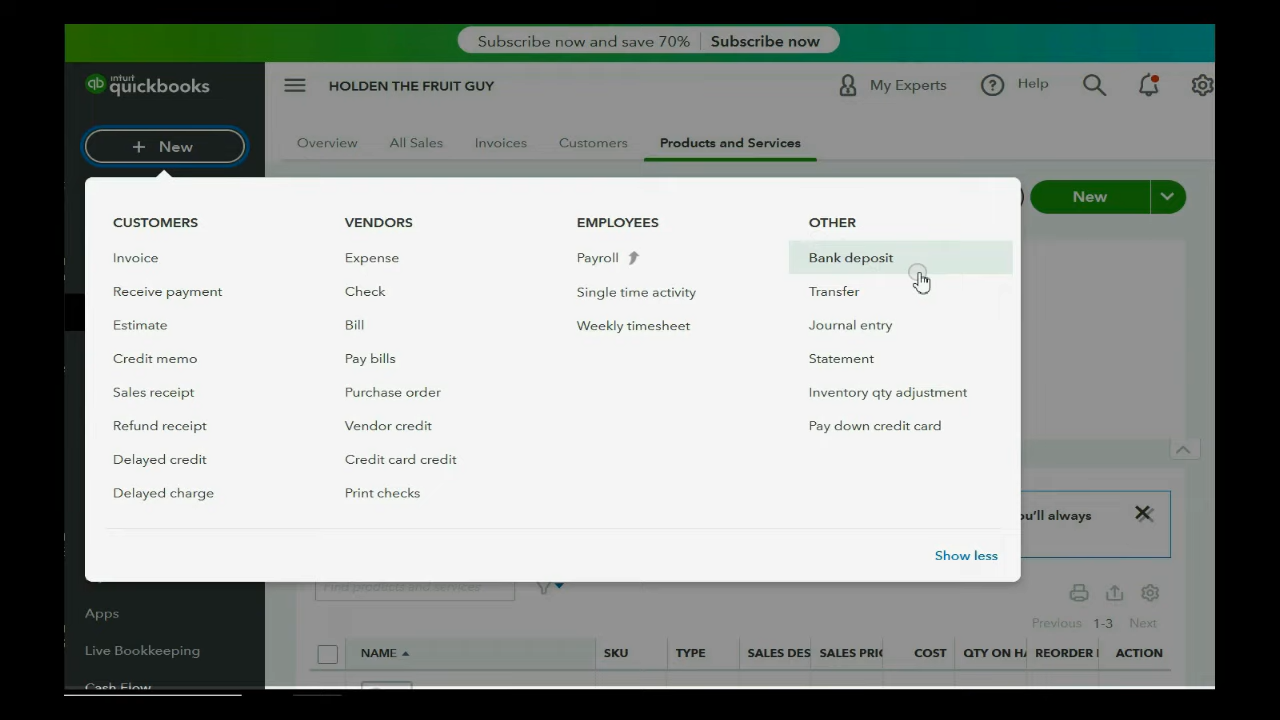 Subscribe now and save 70% Subscribe now
intuit
quickbooks
HOLDEN THE FRUIT GUY
My Experts
Help
+ New
Overview
All Sales
Invoices
Customers
Products and Services
New
CUSTOMERS
Invoice
Receive payment
Estimate
Credit memo
Sales receipt
Refund receipt
Delayed credit
Delayed charge
VENDORS
Expense
Check
Bill
Pay bills
Purchase order
Vendor credit
Credit card credit
Print checks
EMPLOYEES
Payroll
Single time activity
Weekly timesheet
OTHER
Bank deposit
Transfer
Journal entry
Statement
Inventory qty adjustment
Pay down credit card
Show less
always
Find products and services
Apps
Live Bookkeeping
Cash Flow
Previous 1-3 Next
NAME SKU TYPE SALES DES SALES PRI COST QTY ON H REORDER ACTION